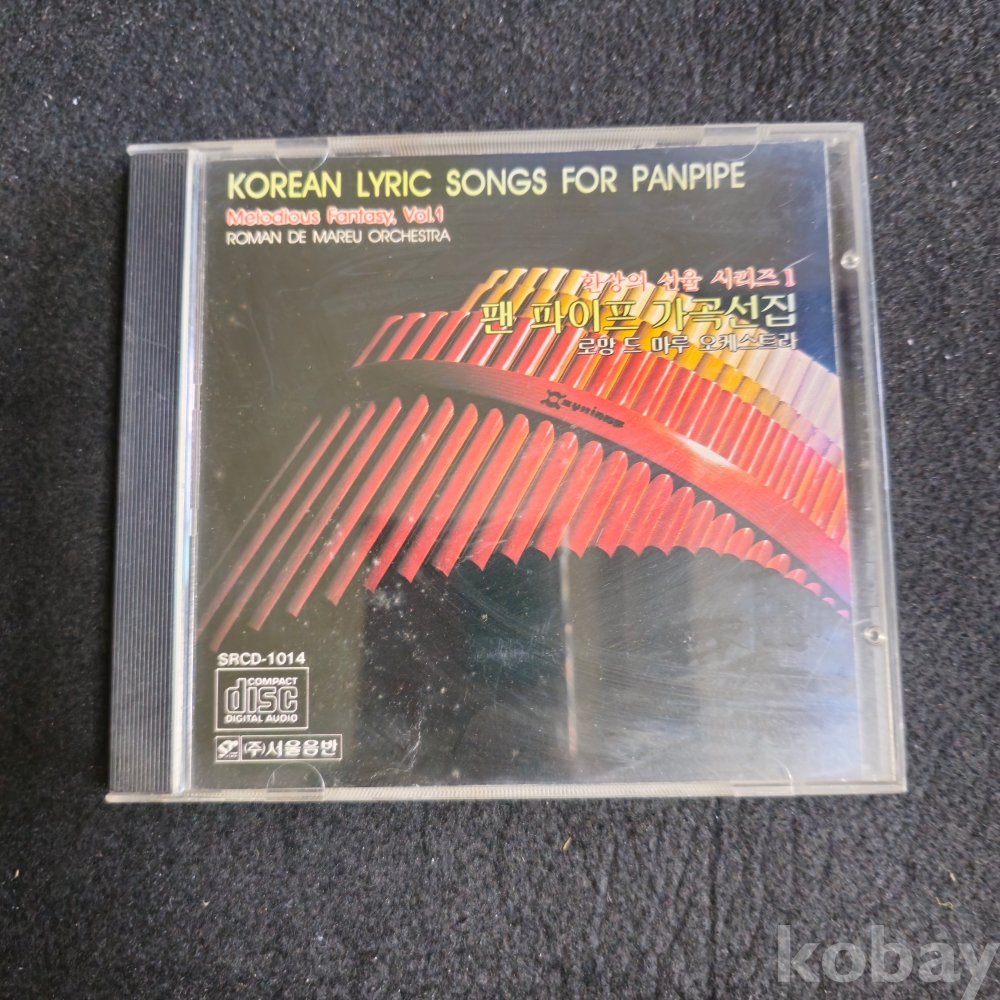 KOREAN LYRIC SONGS FOR PANPIPE
Melodious Fantasy, Vol.1
ROMAN DE MAREU ORCHESTRA
환상의 선율 시리즈 1
팬 파이프 가곡선집
로망 드 마루 오케스트라
SRCD-1014
COMPACT
disc
DIGITAL AUDIO
(주)서울음반
kobay